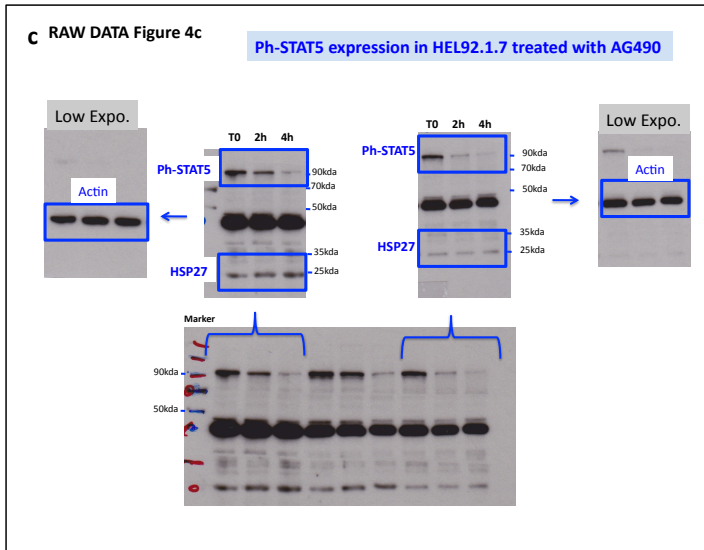 c RAW DATA Figure 4c
Ph-STAT5 expression in HEL92.1.7 treated with AG490
Low Expo.
Actin
T0 2h 4h
Ph-STAT5
90kda
70kda
50kda
35kda
HSP27
25kda
T0 2h 4h
Ph-STAT5
90kda
70kda
50kda
35kda
HSP27
25kda
Low Expo.
Actin
Marker
90kda
50kda